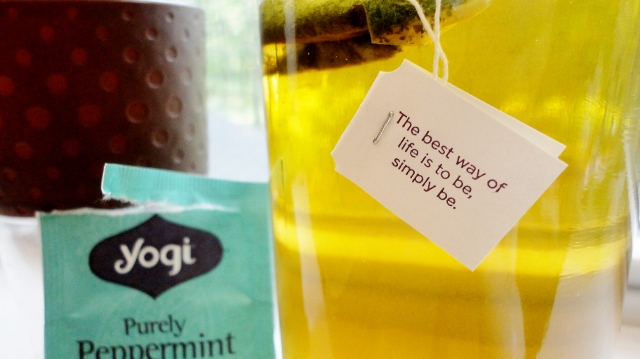 The best way of
life is to be,
simply be.
yogi
Purely
Peppermint